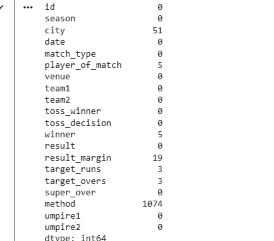 id 0
season 0
city 51
date 0
match_type 0
player_of_match 5
venue 0
team1 0
team2 0
toss_winner 0
toss_decision 0
winner 5
result 0
result_margin 19
target_runs 3
target_overs 3
super_over 0
method 1074
umpire1 0
umpire2 0
dtype: int64